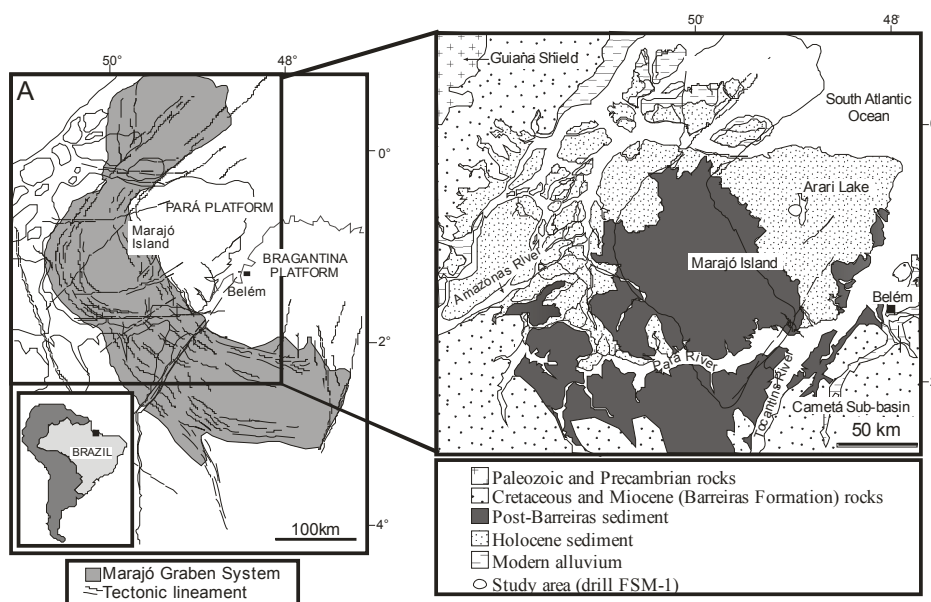 A
50°
48°
0°
2°
4°
PARÁ PLATFORM
Marajó
Island
BRAGANTINA
PLATFORM
Belém
BRAZIL
100km
Marajó Graben System
Tectonic lineament
50°
48°
Guiana Shield
South Atlantic
Ocean
0
Arari Lake
Amazonas River
Marajó Island
Belém
Pará River
Tocantins River
Cametá Sub-basin
50 km
Paleozoic and Precambrian rocks
Cretaceous and Miocene (Barreiras Formation) rocks
Post-Barreiras sediment
Holocene sediment
Modern alluvium
Study area (drill FSM-1)